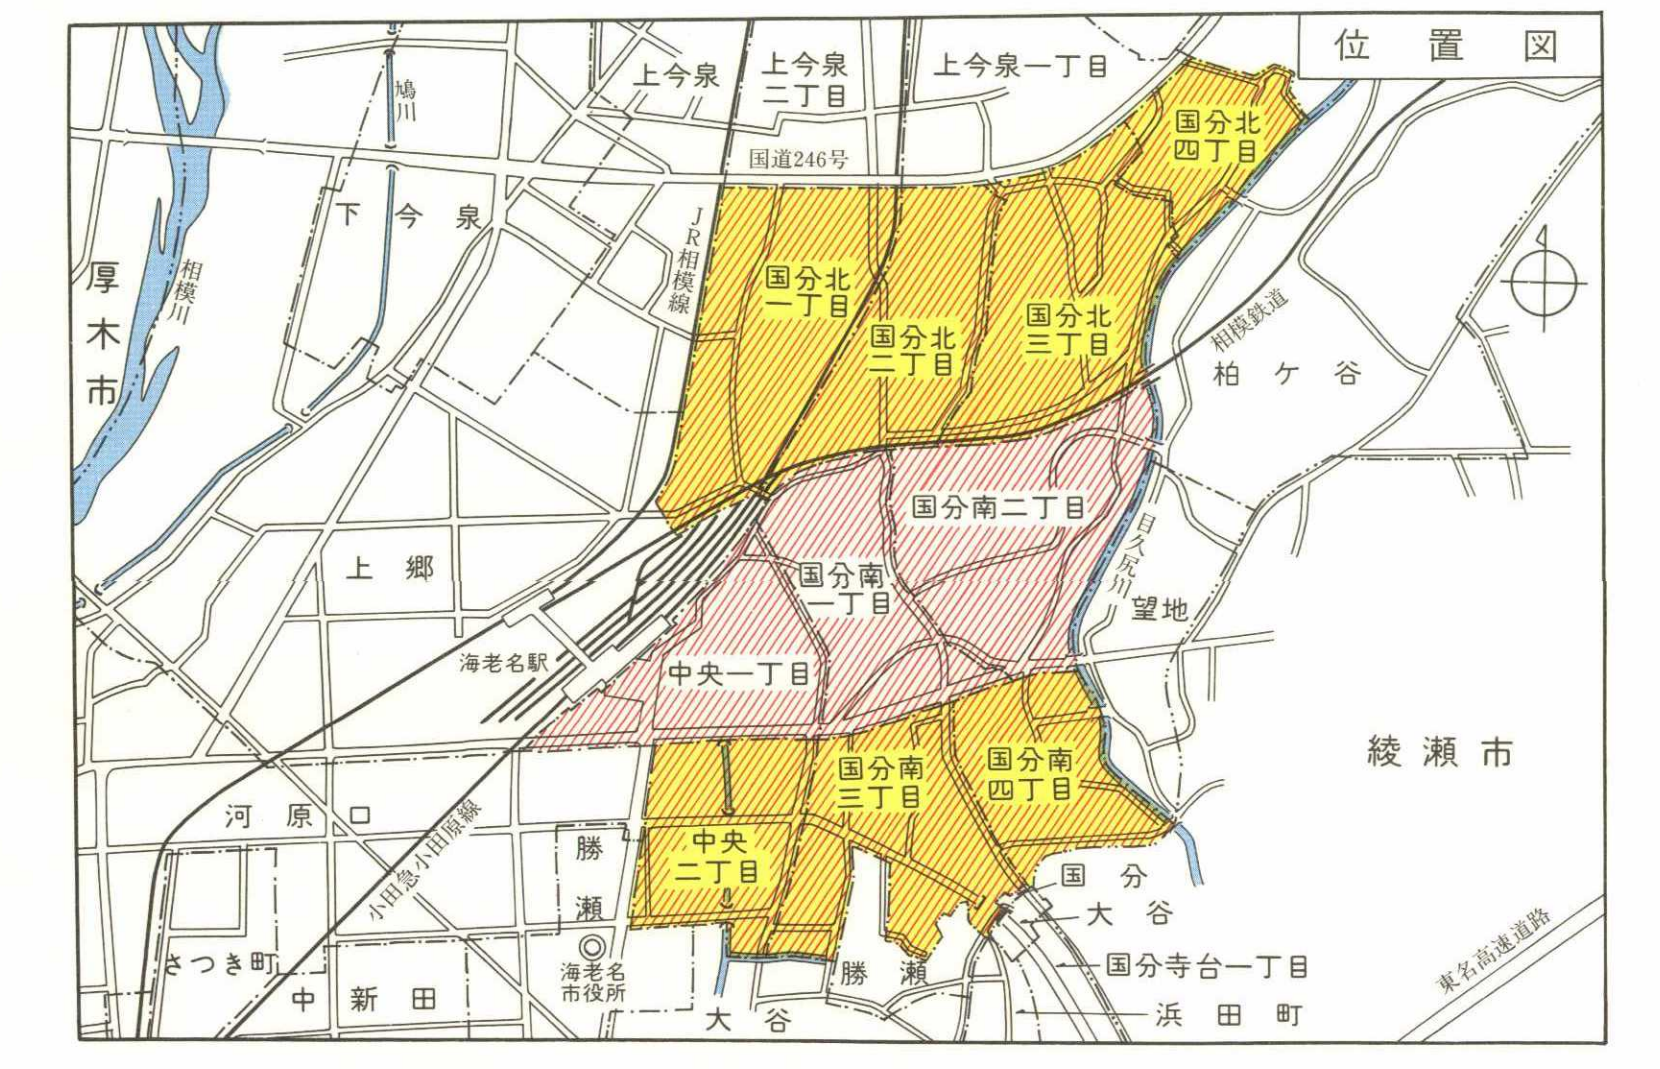 位置図
上今泉
上今泉
二丁目
上今泉一丁目
鳩川
国分北
四丁目
国道246号
下今泉
JR相模線
厚木市
相模川
国分北
一丁目
国分北
二丁目
国分北
三丁目
相模鉄道
柏ケ谷
国分南二丁目
目久尻川
上郷
国分南
一丁目
望地
海老名駅
中央一丁目
綾瀬市
国分南
三丁目
国分南
四丁目
河原口
小田急小田原線
勝瀬
中央
二丁目
国分
大谷
さつき町
中新田
海老名
市役所
勝瀬
国分寺台一丁目
東名高速道路
大谷
浜田町